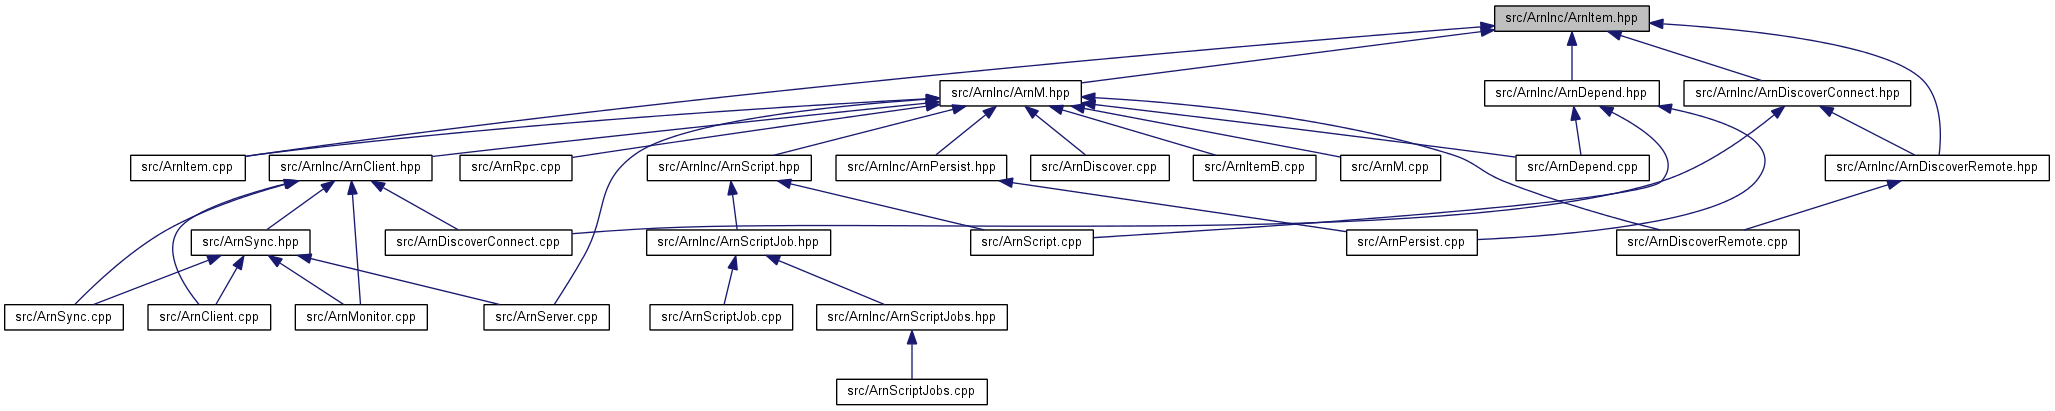 src/ArnInc/ArnItem.hpp
src/ArnInc/ArnM.hpp
src/ArnInc/ArnDepend.hpp
src/ArnInc/ArnDiscoverConnect.hpp
src/ArnItem.cpp
src/ArnInc/ArnClient.hpp
src/ArnRpc.cpp
src/ArnInc/ArnScript.hpp
src/ArnInc/ArnPersist.hpp
src/ArnDiscover.cpp
src/ArnItemB.cpp
src/ArnM.cpp
src/ArnDepend.cpp
src/ArnInc/ArnDiscoverRemote.hpp
src/ArnSync.hpp
src/ArnDiscoverConnect.cpp
src/ArnInc/ArnScriptJob.hpp
src/ArnScript.cpp
src/ArnPersist.cpp
src/ArnDiscoverRemote.cpp
src/ArnSync.cpp
src/ArnClient.cpp
src/ArnMonitor.cpp
src/ArnServer.cpp
src/ArnScriptJob.cpp
src/ArnInc/ArnScriptJobs.hpp
src/ArnScriptJobs.cpp